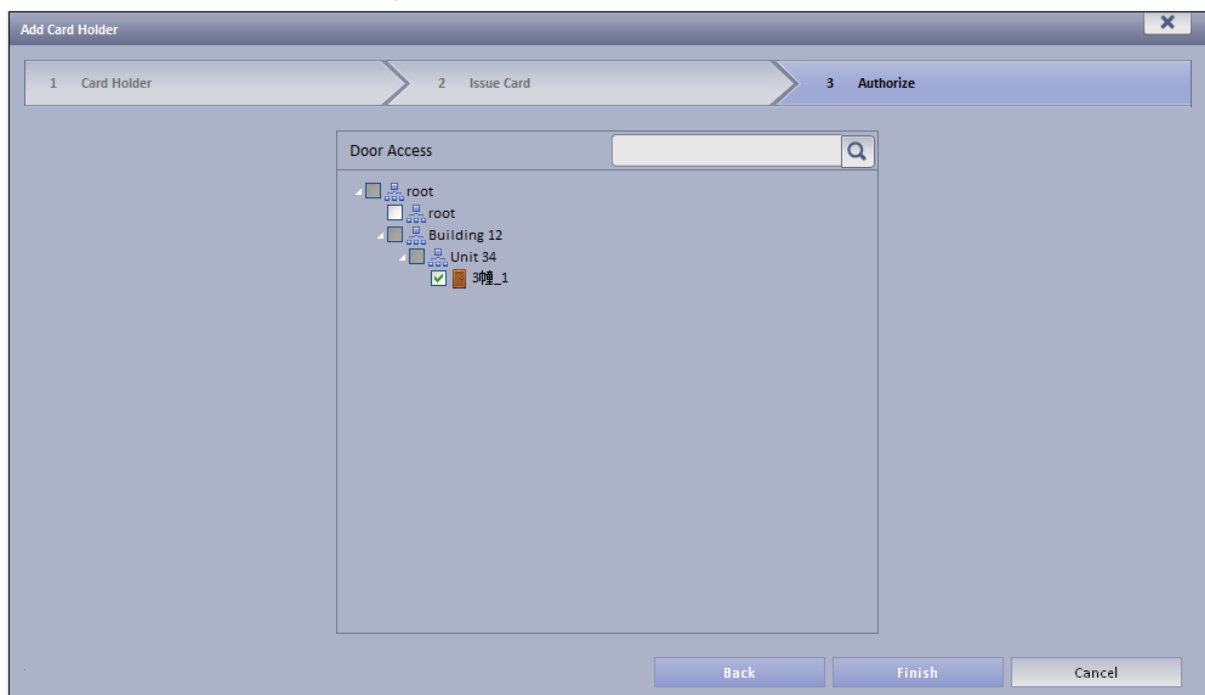 Add Card Holder
1 Card Holder
2 Issue Card
3 Authorize
Door Access
root
root
Building 12
Unit 34
3幢_1
Back
Finish
Cancel